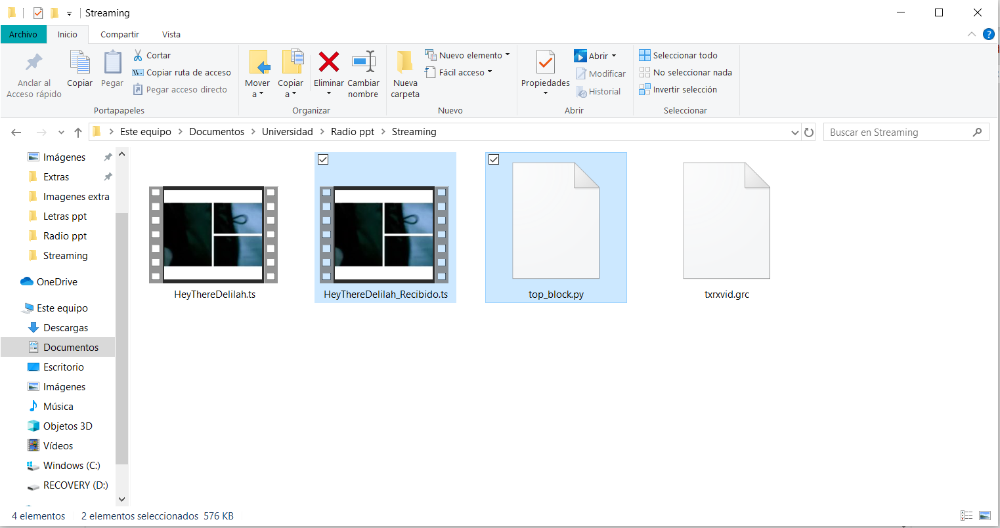 Streaming
Archivo
Inicio
Compartir
Vista
Anclar al
Acceso rápido
Copiar
Pegar
Cortar
Copiar ruta de acceso
Pegar acceso directo
Portapapeles
Mover
a
Copiar
a
Eliminar
Cambiar
nombre
Organizar
Nueva
carpeta
Nuevo elemento
Fácil acceso
Nuevo
Propiedades
Abrir
Modificar
Historial
Abrir
Seleccionar todo
No seleccionar nada
Invertir selección
Seleccionar
Este equipo > Documentos > Universidad > Radio ppt > Streaming
Buscar en Streaming
Imágenes
Extras
Imagenes extra
Letras ppt
Radio ppt
Streaming
OneDrive
Este equipo
Descargas
Documentos
Escritorio
Imágenes
Música
Objetos 3D
Vídeos
Windows (C:)
RECOVERY (D:)
HeyThereDelilah.ts
HeyThereDelilah_Recibido.ts
top_block.py
txrxvid.grc
4 elementos
2 elementos seleccionados 576 KB